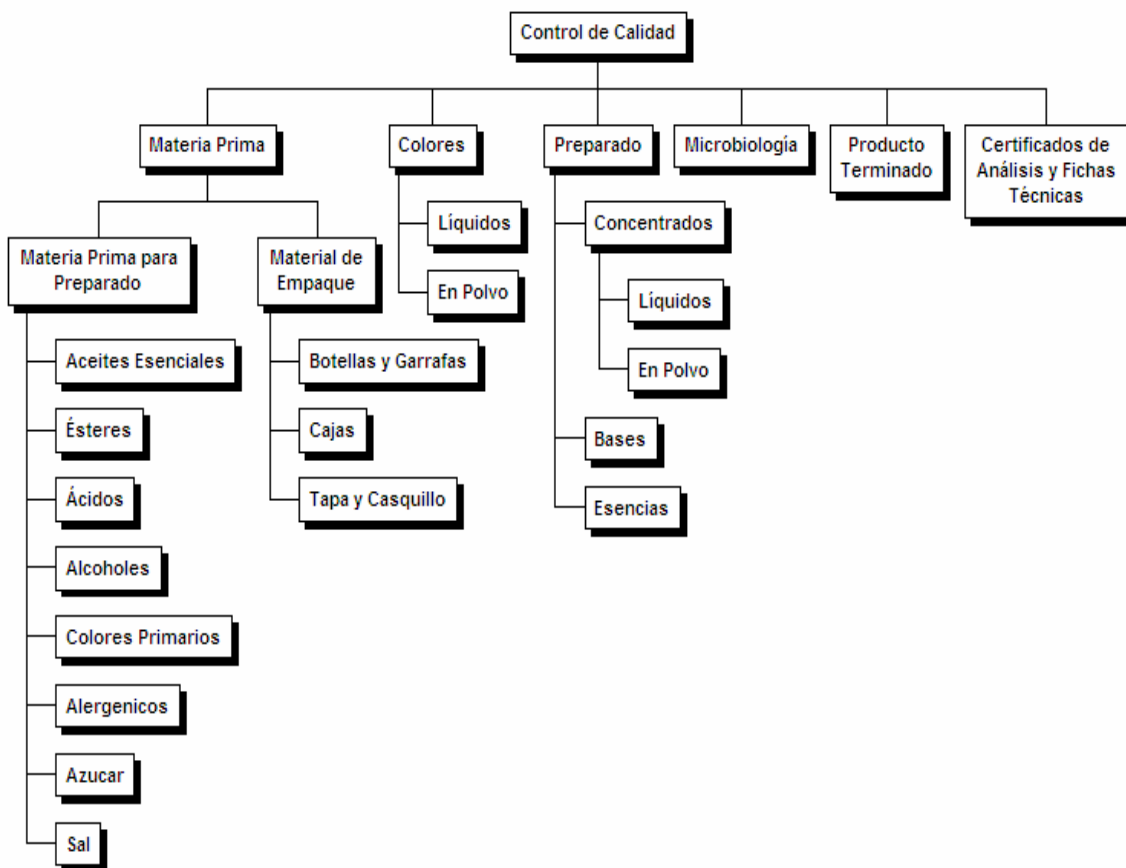 Control de Calidad
Materia Prima
Colores
Preparado
Microbiología
Producto
Terminado
Certificados de
Análisis y Fichas
Técnicas
Materia Prima para
Preparado
Material de
Empaque
Líquidos
En Polvo
Concentrados
Líquidos
En Polvo
Bases
Esencias
Aceites Esenciales
Ésteres
Ácidos
Alcoholes
Colores Primarios
Alergenicos
Azucar
Sal
Botellas y Garrafas
Cajas
Tapa y Casquillo